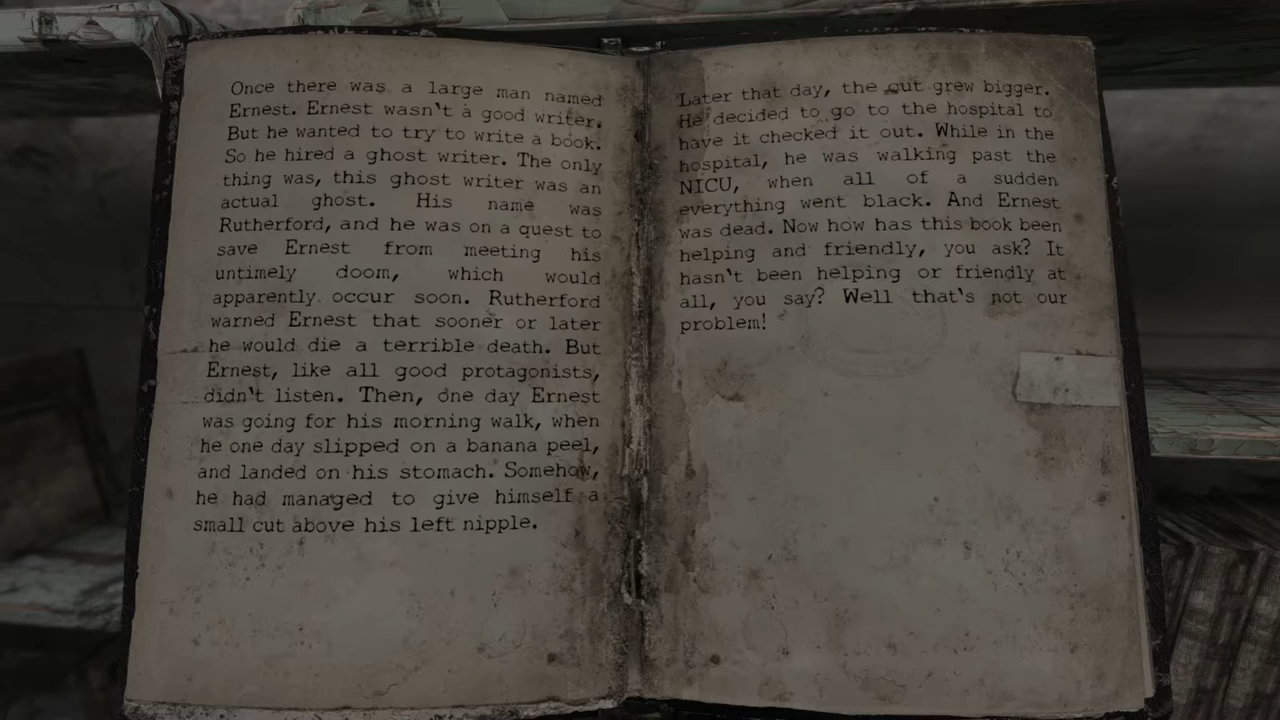 Once there was a large man named
Ernest. Ernest wasn't a good writer.
But he wanted to try to write a book.
So he hired a ghost writer. The only
thing was, this ghost writer was an
actual ghost. His name was
Rutherford, and he was on a quest to
save Ernest from meeting his
untimely doom, which would
apparently occur soon. Rutherford
warned Ernest that sooner or later
he would die a terrible death. But
Ernest, like all good protagonists,
didn't listen. Then, one day Ernest
was going for his morning walk, when
he one day slipped on a banana peel,
and landed on his stomach. Somehow,
he had managed to give himself a
small cut above his left nipple.
Later that day, the cut grew bigger.
He decided to go to the hospital to
have it checked it out. While in the
hospital, he was walking past the
NICU, when all of a sudden
everything went black. And Ernest
was dead. Now how has this book been
helping and friendly, you ask? It
hasn't been helping or friendly at
all, you say? Well that's not our
problem!